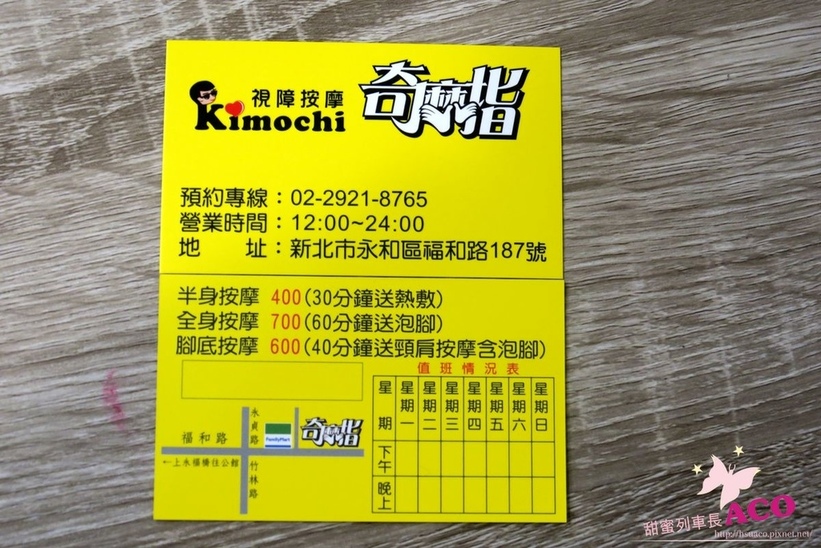 視障按摩
Kimochi
奇摩指
預約專線：02-2921-8765
營業時間：12:00~24:00
地　　址：新北市永和區福和路187號
半身按摩 400(30分鐘送熱敷)
全身按摩 700(60分鐘送泡腳)
腳底按摩 600(40分鐘送頸肩按摩含泡腳)
值班情況表
星期 星期一 星期二 星期三 星期四 星期五 星期六 星期日
下午
晚上
永貞路
FamilyMart
奇摩指
福和路
←上永福橋往公館
竹林路
甜蜜列車長ACO
http://hsuaco.pixnet.net/